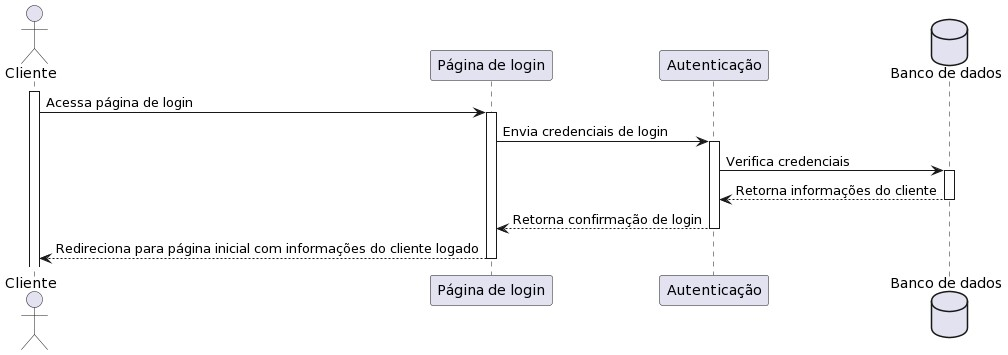 Cliente
Página de login
Autenticação
Banco de dados
Acessa página de login
Envia credenciais de login
Verifica credenciais
Retorna informações do cliente
Retorna confirmação de login
Redireciona para página inicial com informações do cliente logado
Cliente
Página de login
Autenticação
Banco de dados